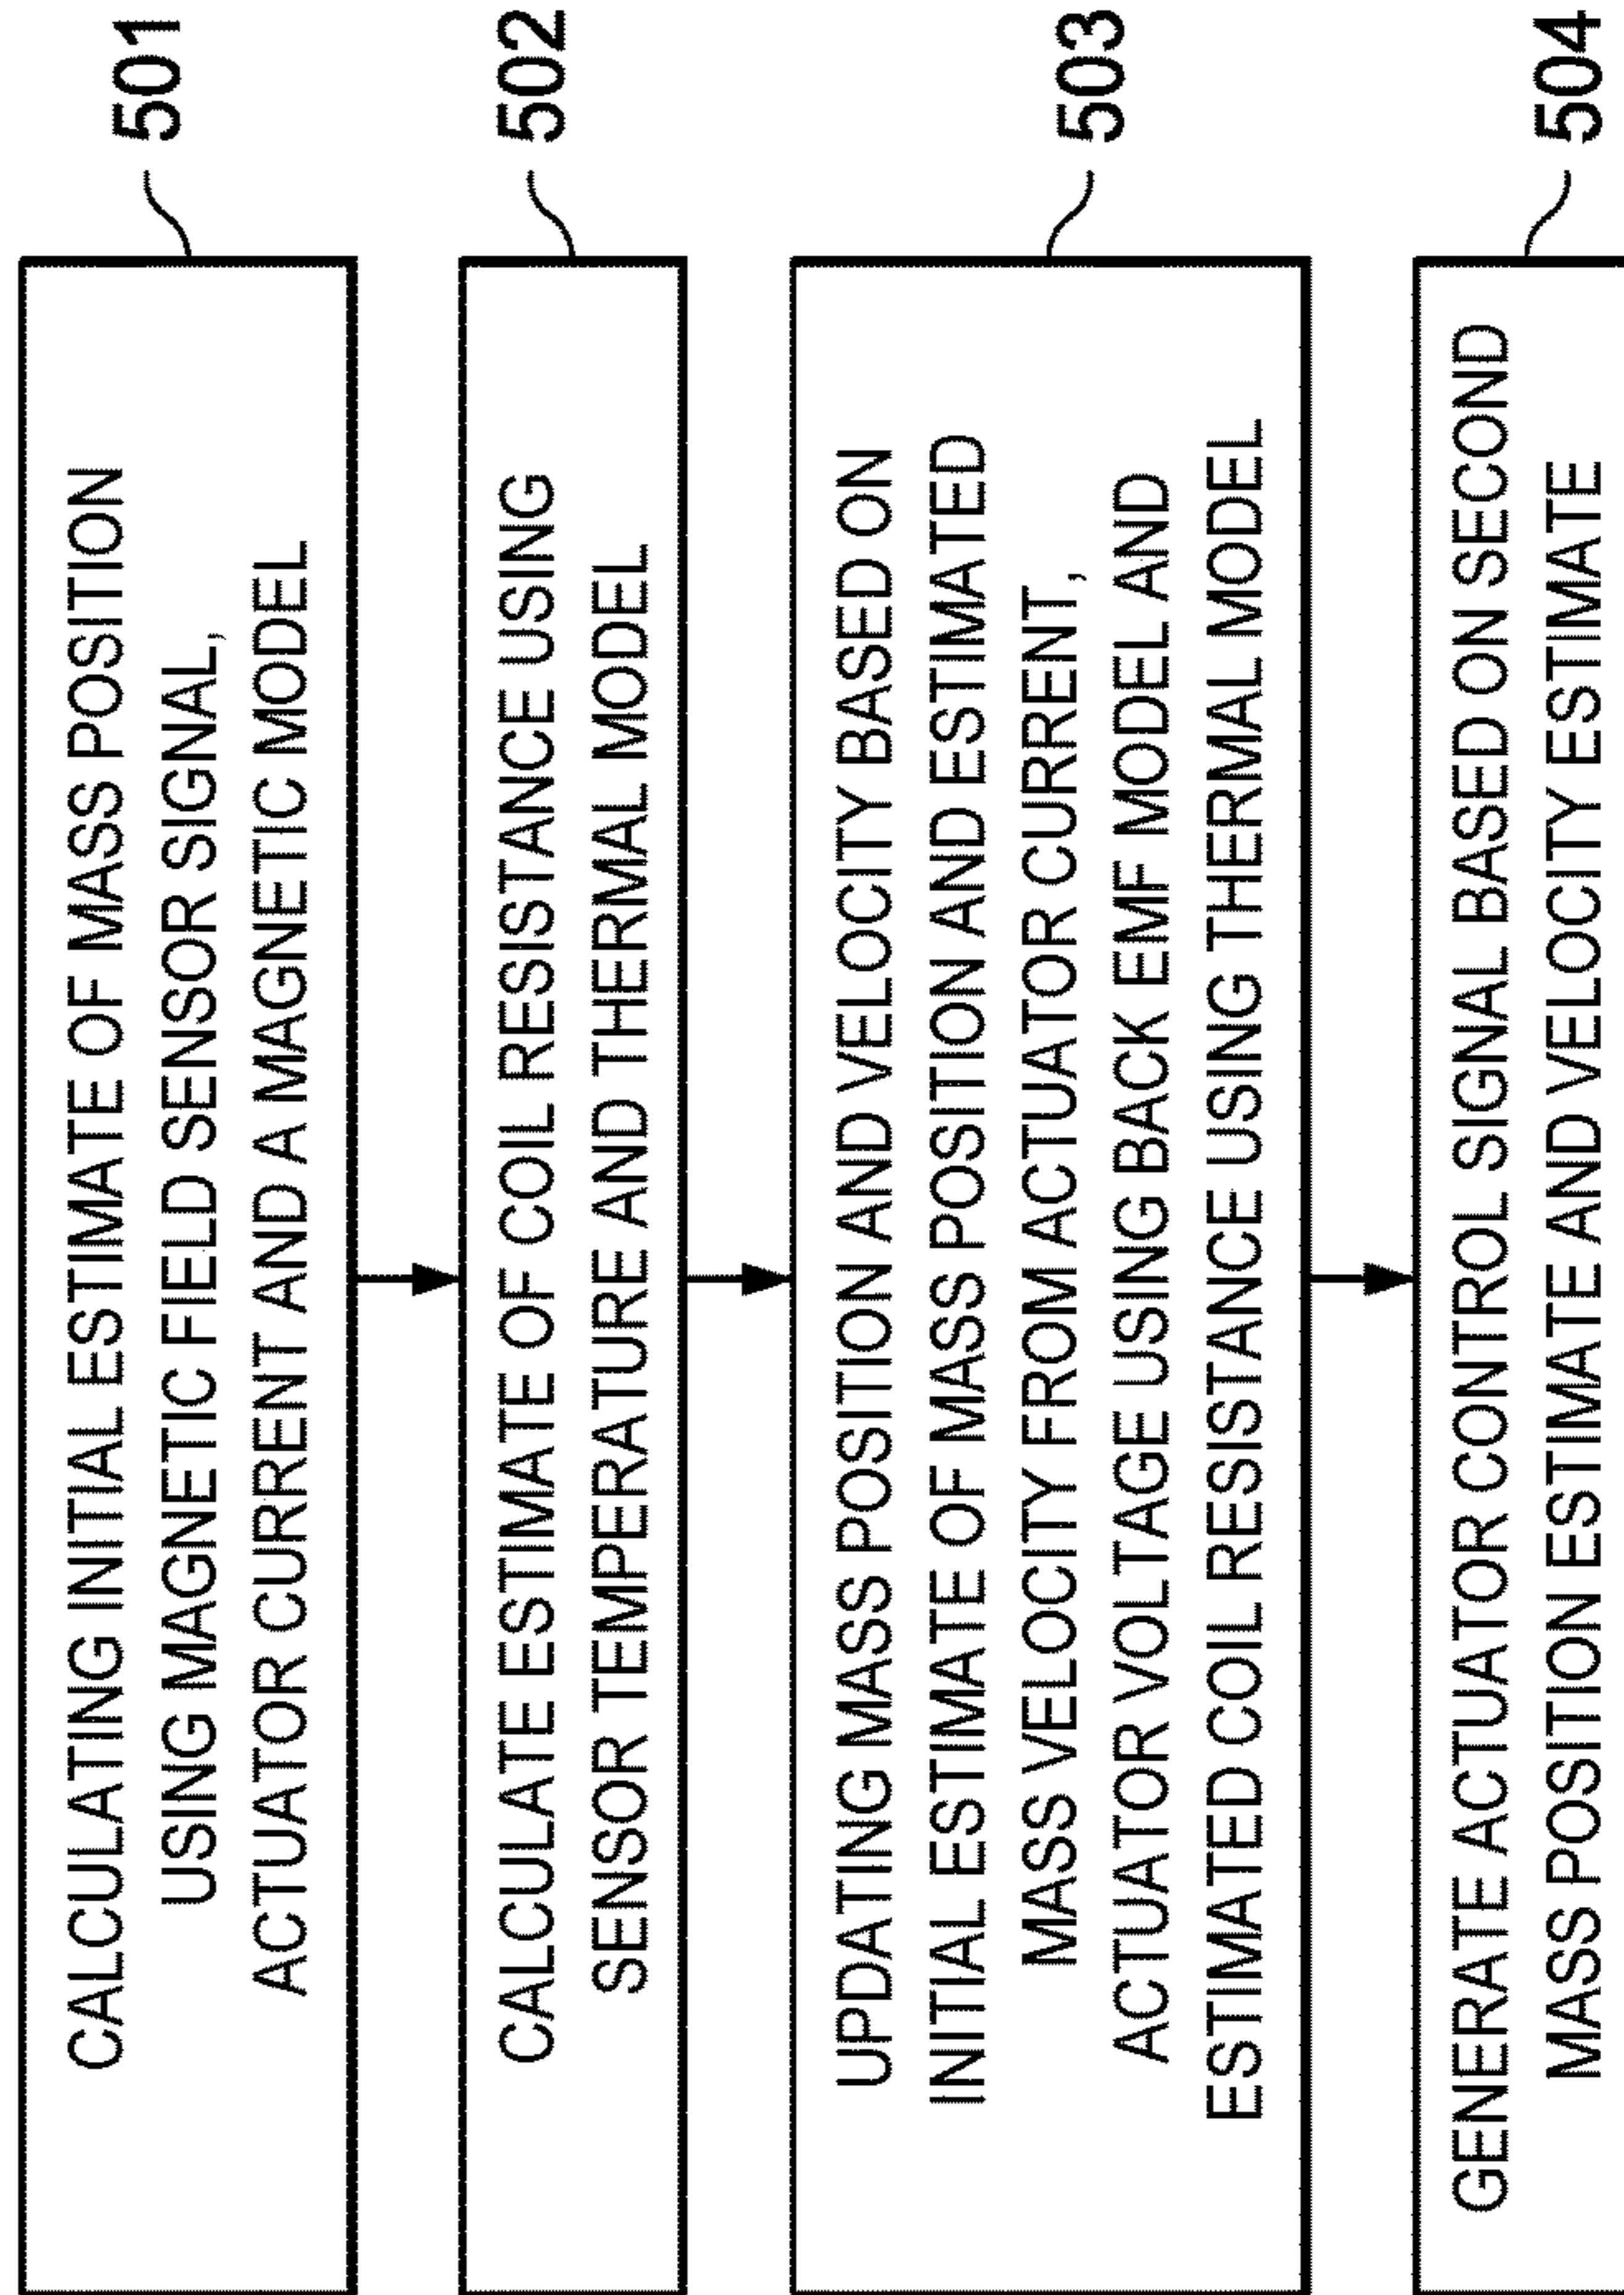 CALCULATING INITIAL ESTIMATE OF MASS POSITION
USING MAGNETIC FIELD SENSOR SIGNAL,
ACTUATOR CURRENT AND A MAGNETIC MODEL
501
CALCULATE ESTIMATE OF COIL RESISTANCE USING
SENSOR TEMPERATURE AND THERMAL MODEL
502
UPDATING MASS POSITION AND VELOCITY BASED ON
INITIAL ESTIMATE OF MASS POSITION AND ESTIMATED
MASS VELOCITY FROM ACTUATOR CURRENT,
ACTUATOR VOLTAGE USING BACK EMF MODEL AND
ESTIMATED COIL RESISTANCE USING THERMAL MODEL
503
GENERATE ACTUATOR CONTROL SIGNAL BASED ON SECOND
MASS POSITION ESTIMATE AND VELOCITY ESTIMATE
504